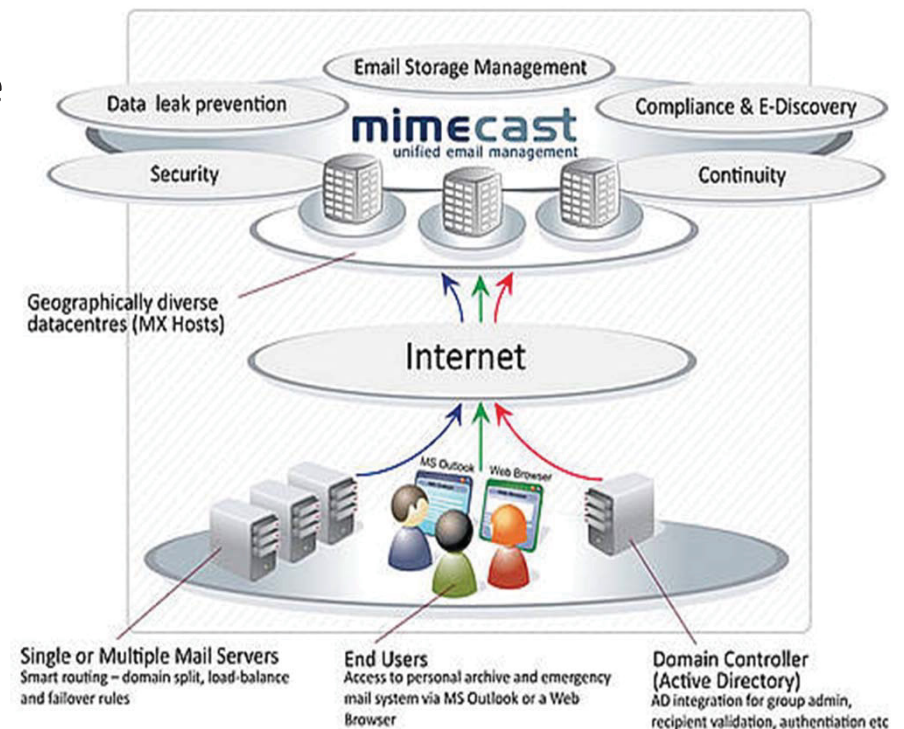 e
Email Storage Management
Data leak prevention
Compliance & E-Discovery
mimecast
unified email management
Security
Continuity
Geographically diverse
datacentres (MX Hosts)
Internet
MS Outlook
Web Browser
Single or Multiple Mail Servers
Smart routing – domain split, load-balance
and failover rules
End Users
Access to personal archive and emergency
mail system via MS Outlook or a Web
Browser
Domain Controller
(Active Directory)
AD integration for group admin,
recipient validation, authentiation etc